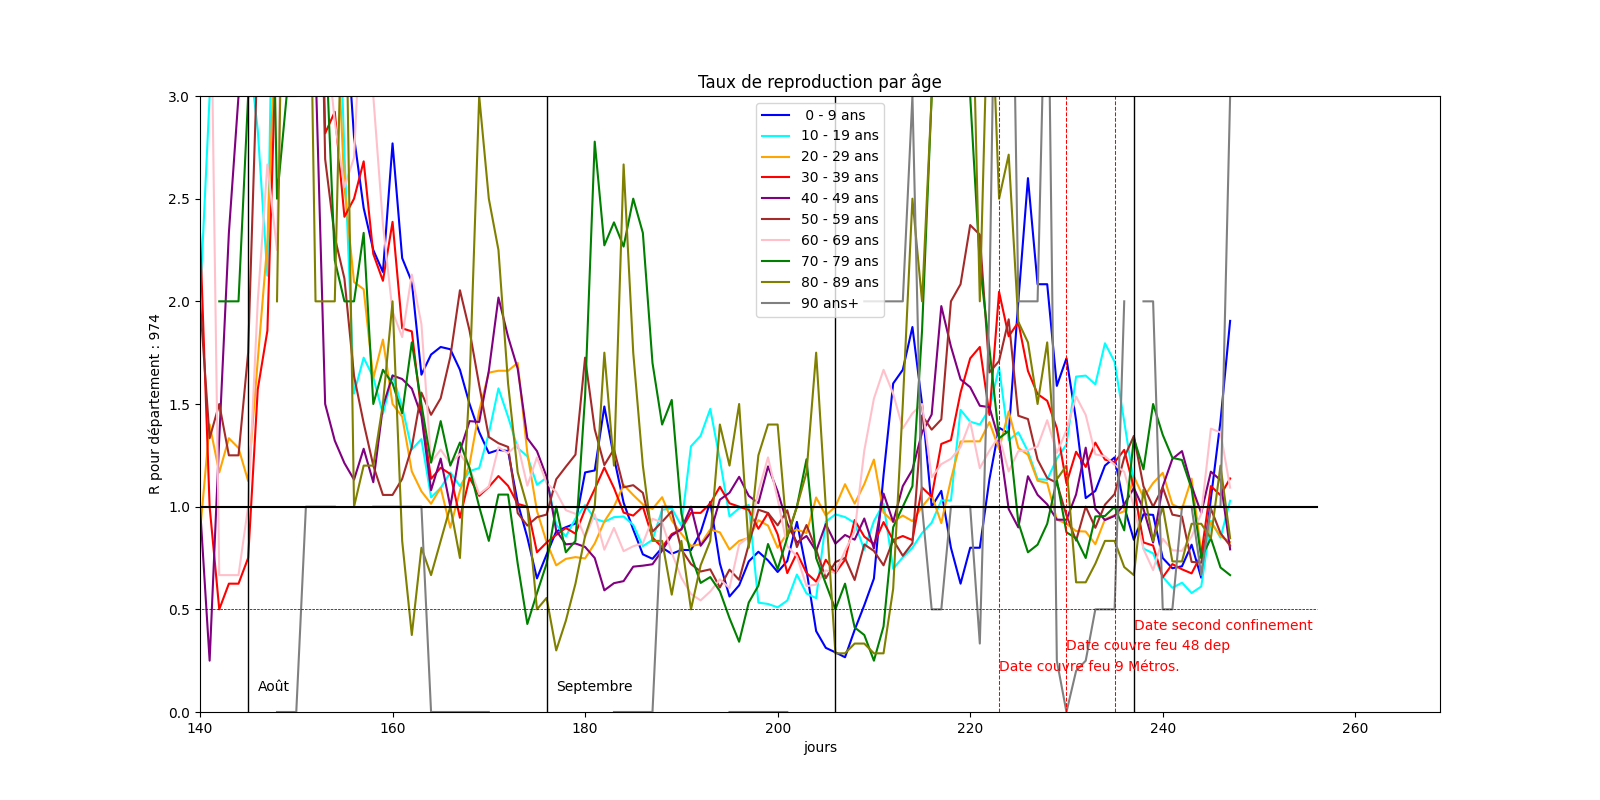 Taux de reproduction par âge
3.0
2.5
2.0
1.5
1.0
0.5
0.0
R pour département : 974
0 - 9 ans
10 - 19 ans
20 - 29 ans
30 - 39 ans
40 - 49 ans
50 - 59 ans
60 - 69 ans
70 - 79 ans
80 - 89 ans
90 ans+
Date second confinement
Date couvre feu 48 dep
Date couvre feu 9 Métros.
Août
Septembre
140 160 180 200 220 240 260
jours